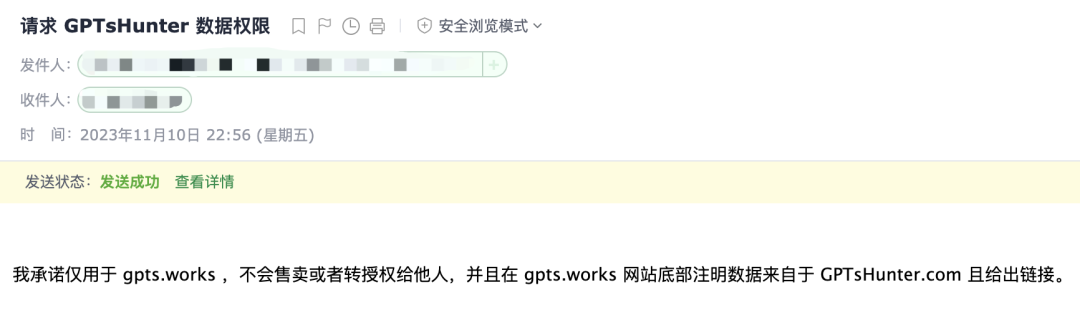 请求 GPTsHunter 数据权限 安全浏览模式
发件人：
收件人：
时 间：2023年11月10日 22:56 (星期五)
发送状态：发送成功 查看详情
我承诺仅用于 gpts.works ，不会售卖或者转授权给他人，并且在 gpts.works 网站底部注明数据来自于 GPTsHunter.com 且给出链接。